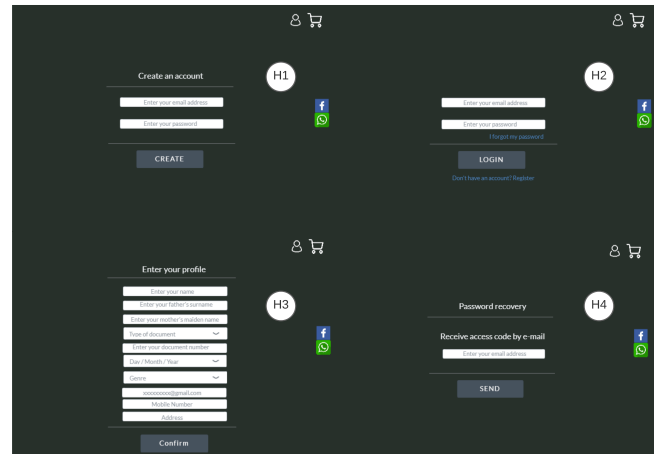 Create an account
H1
Enter your email address
Enter your password
CREATE
H2
Enter your email address
Enter your password
I forgot my password
LOGIN
Don't have an account? Register
Enter your profile
H3
Enter your name
Enter your father's surname
Enter your mother's maiden name
Type of document
Enter your document number
Day / Month / Year
Genre
xxxxxxxxx@gmail.com
Mobile Number
Address
Confirm
Password recovery
H4
Receive access code by e-mail
Enter your email address
SEND